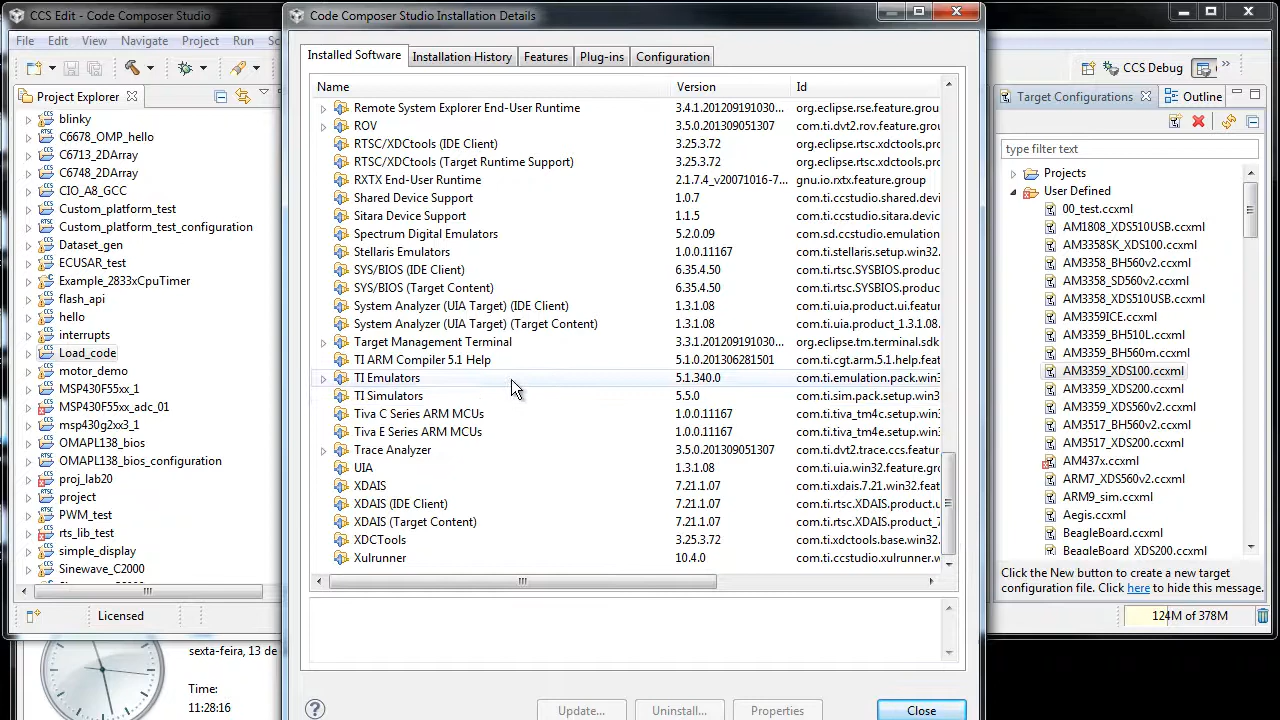 CCS Edit - Code Composer Studio
File Edit View Navigate Project Run
Project Explorer
blinky
C6678_OMP_hello
C6713_2DArray
C6748_2DArray
CIO_A8_GCC
Custom_platform_test
Custom_platform_test_configuration
Dataset_gen
ECUSAR_test
Example_2833xCpuTimer
flash_api
hello
interrupts
Load_code
motor_demo
MSP430F55xx_1
MSP430F55xx_adc_01
msp430g2xx3_1
OMAPL138_bios
OMAPL138_bios_configuration
proj_lab20
project
PWM_test
rts_lib_test
simple_display
Sinewave_C2000
Licensed
sexta-feira, 13 de
Time:
11:28:16
Code Composer Studio Installation Details
Installed Software Installation History Features Plug-ins Configuration
Name Version Id
Remote System Explorer End-User Runtime 3.4.1.201209191030... org.eclipse.rse.feature.grou
ROV 3.5.0.201309051307 com.ti.dvt2.rov.feature.grou
RTSC/XDCtools (IDE Client) 3.25.3.72 org.eclipse.rtsc.xdctools.pro
RTSC/XDCtools (Target Runtime Support) 3.25.3.72 org.eclipse.rtsc.xdctools.pro
RXTX End-User Runtime 2.1.7.4_v20071016-7... gnu.io.rxtx.feature.group
Shared Device Support 1.0.7 com.ti.ccstudio.shared.devic
Sitara Device Support 1.1.5 com.ti.ccstudio.sitara.device
Spectrum Digital Emulators 5.2.0.09 com.sd.ccstudio.emulation
Stellaris Emulators 1.0.0.11167 com.ti.stellaris.setup.win32.
SYS/BIOS (IDE Client) 6.35.4.50 com.ti.rtsc.SYSBIOS.produc
SYS/BIOS (Target Content) 6.35.4.50 com.ti.rtsc.SYSBIOS.produc
System Analyzer (UIA Target) (IDE Client) 1.3.1.08 com.ti.uia.product_ui.featur
System Analyzer (UIA Target) (Target Content) 1.3.1.08 com.ti.uia.product_1.3.1.08.
Target Management Terminal 3.3.1.201209191030... org.eclipse.tm.terminal.sdk
TI ARM Compiler 5.1 Help 5.1.0.201306281501 com.ti.cgt.arm.5.1.help.feat
TI Emulators 5.1.340.0 com.ti.emulation.pack.win3
TI Simulators 5.5.0 com.ti.sim.pack.setup.win32
Tiva C Series ARM MCUs 1.0.0.11167 com.ti.tiva_tm4c.setup.win3
Tiva E Series ARM MCUs 1.0.0.11167 com.ti.tiva_tm4e.setup.win3
Trace Analyzer 3.5.0.201309051307 com.ti.dvt2.trace.ccs.featur
UIA 1.3.1.08 com.ti.uia.win32.feature.grc
XDAIS 7.21.1.07 com.ti.xdais.7.21.win32.feat
XDAIS (IDE Client) 7.21.1.07 com.ti.rtsc.XDAIS.product.u
XDAIS (Target Content) 7.21.1.07 com.ti.rtsc.XDAIS.product_7
XDCTools 3.25.3.72 com.ti.xdctools.base.win32.
Xulrunner 10.4.0 com.ti.ccstudio.xulrunner.w
Update... Uninstall... Properties Close
CCS Debug
Target Configurations Outline
type filter text
Projects
User Defined
00_test.ccxml
AM1808_XDS510USB.ccxml
AM3358SK_XDS100.ccxml
AM3358_BH560v2.ccxml
AM3358_SD560v2.ccxml
AM3358_XDS510USB.ccxml
AM3359ICE.ccxml
AM3359_BH510L.ccxml
AM3359_BH560m.ccxml
AM3359_XDS100.ccxml
AM3359_XDS200.ccxml
AM3359_XDS560v2.ccxml
AM3517_XDS200.ccxml
AM437x.ccxml
ARM7_XDS560v2.ccxml
ARM9_sim.ccxml
Aegis.ccxml
BeagleBoard.ccxml
BeagleBoard_XDS200.ccxml
Click the New button to create a new target
configuration file. Click here to hide this message.
124M of 378M